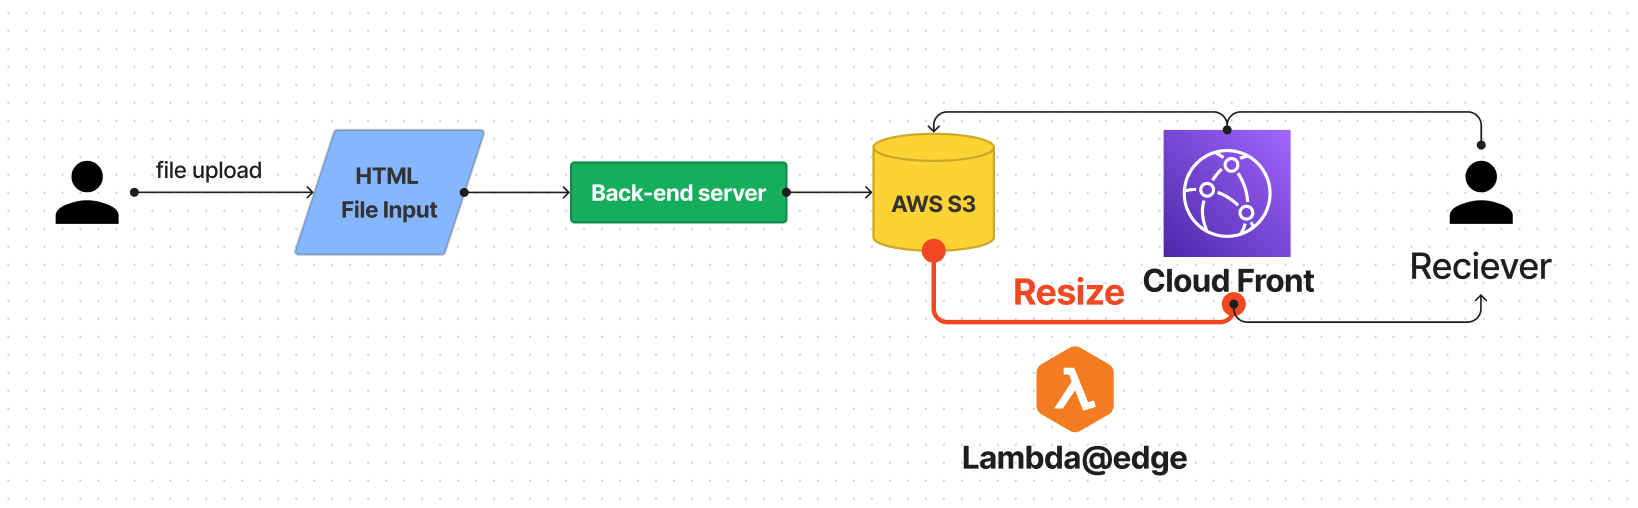 file upload
HTML
File Input
Back-end server
AWS S3
Resize
Cloud Front
Reciever
Lambda@edge